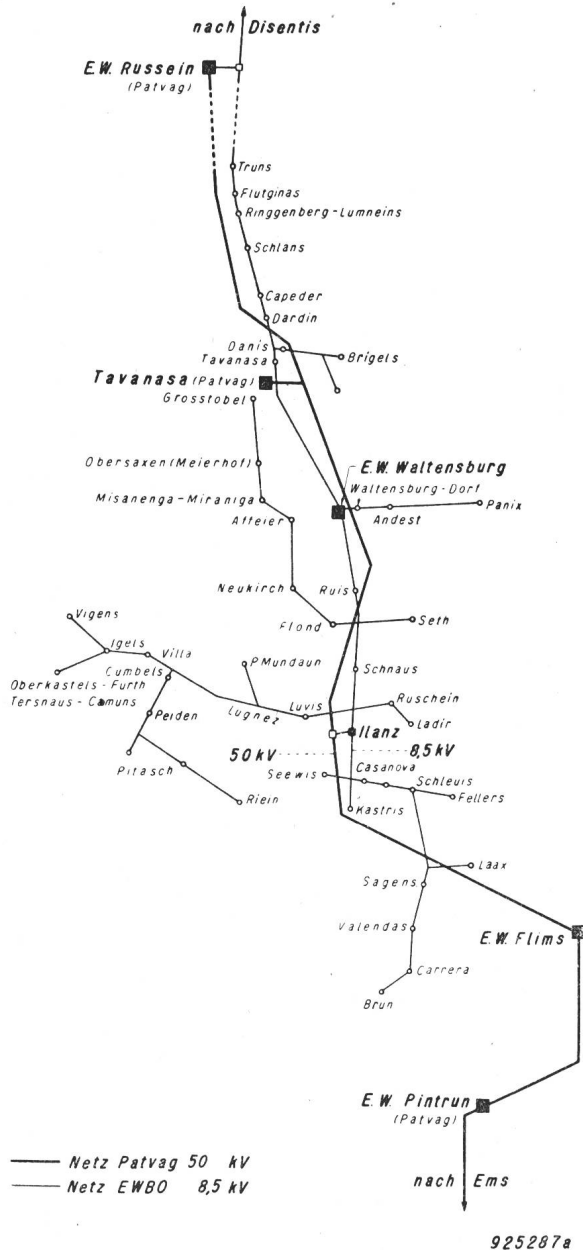 nach Disentis
E.W. Russein
(Patvag)
Truns
Flutginas
Ringgenberg-Lumneins
Schlans
Capeder
Dardin
Danis
Brigels
Tavanasa
Tavanasa (Patvag)
Grosstobel
Obersaxen (Meierhof)
E.W. Waltensburg
Waltensburg-Dorf
Panix
Andest
Misanenga-Miraniga
Affeier
Neukirch
Ruis
Flond
Seth
Vigens
Igels
Villa
P. Mundaun
Schnaus
Cumbels
Oberkastels-Furth
Tersnaus-Camuns
Lugnez
Luvis
Ruschein
Peiden
Ladir
Ilanz
50 kV
8,5 kV
Pitasch
Seewis
Casanova
Schleuis
Riein
Fellers
Kastris
Laax
Sagens
Valendas
E.W. Flims
Carrera
Brun
E.W. Pintrun
(Patvag)
Netz Patvag 50 kV
Netz EWBO 8,5 kV
nach Ems
925287a